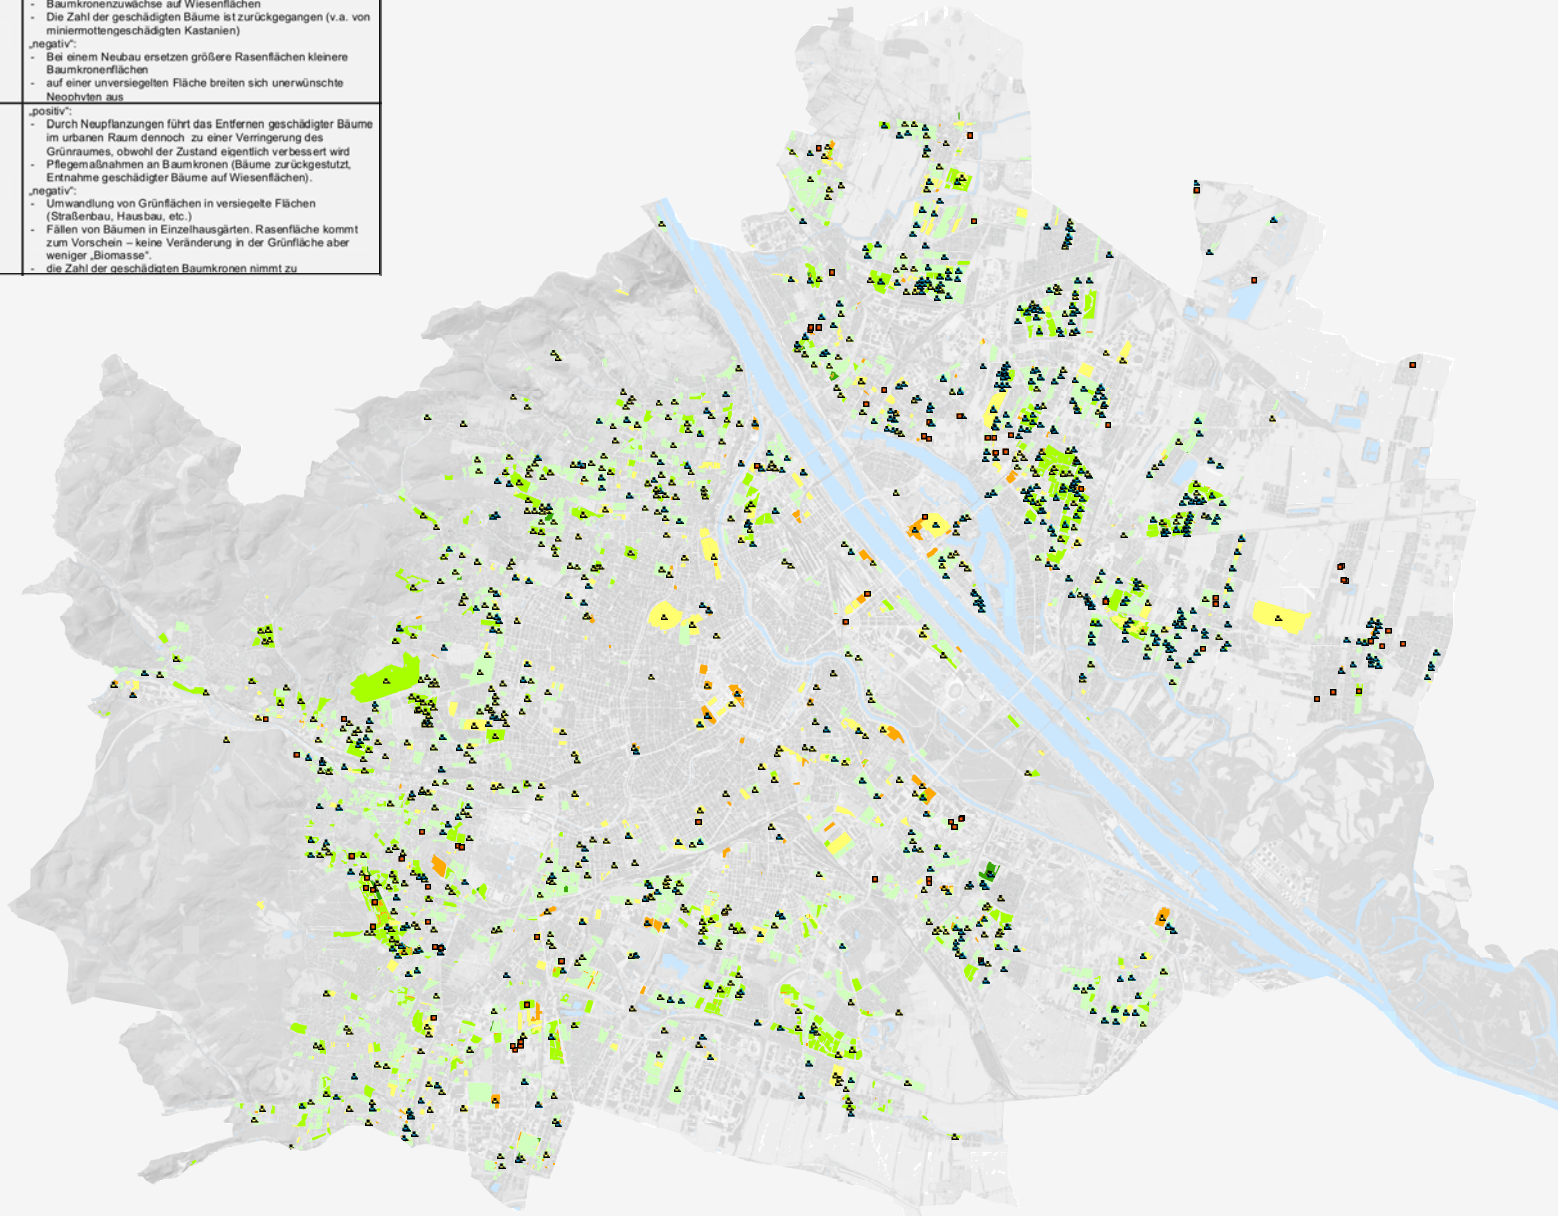 - Baumkronenzuwächse auf Wiesenflächen
- Die Zahl der geschädigten Bäume ist zurückgegangen (v.a. von
miniermottengeschädigten Kastanien)
„negativ“:
- Bei einem Neubau ersetzen größere Rasenflächen kleinere
Baumkronenflächen
- auf einer unversiegelten Fläche breiten sich unerwünschte
Neophyten aus
„positiv“:
- Durch Neupflanzungen führt das Entfernen geschädigter Bäume
im urbanen Raum dennoch zu einer Verringerung des
Grünraumes, obwohl der Zustand eigentlich verbessert wird
- Pflegemaßnahmen an Baumkronen (Bäume zurückgestutzt,
Entnahme geschädigter Bäume auf Wiesenflächen).
„negativ“:
- Umwandlung von Grünflächen in versiegelte Flächen
(Straßenbau, Hausbau, etc.)
- Fällen von Bäumen in Einzelhausgärten. Rasenfläche kommt
zum Vorschein – keine Veränderung in der Grünfläche aber
weniger „Biomasse“.
- die Zahl der geschädigten Baumkronen nimmt zu